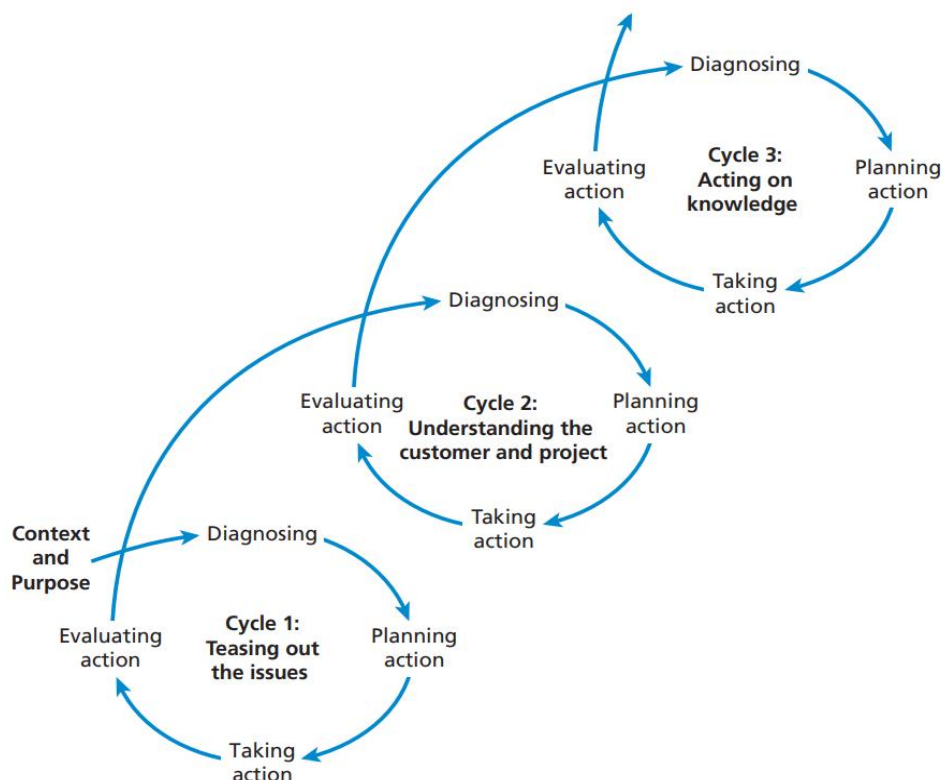 Diagnosing
Cycle 3:
Acting on
knowledge
Evaluating
action
Planning
action
Taking
action
Diagnosing
Cycle 2:
Understanding the
customer and project
Evaluating
action
Planning
action
Taking
action
Context
and
Purpose
Diagnosing
Cycle 1:
Teasing out
the issues
Evaluating
action
Planning
action
Taking
action